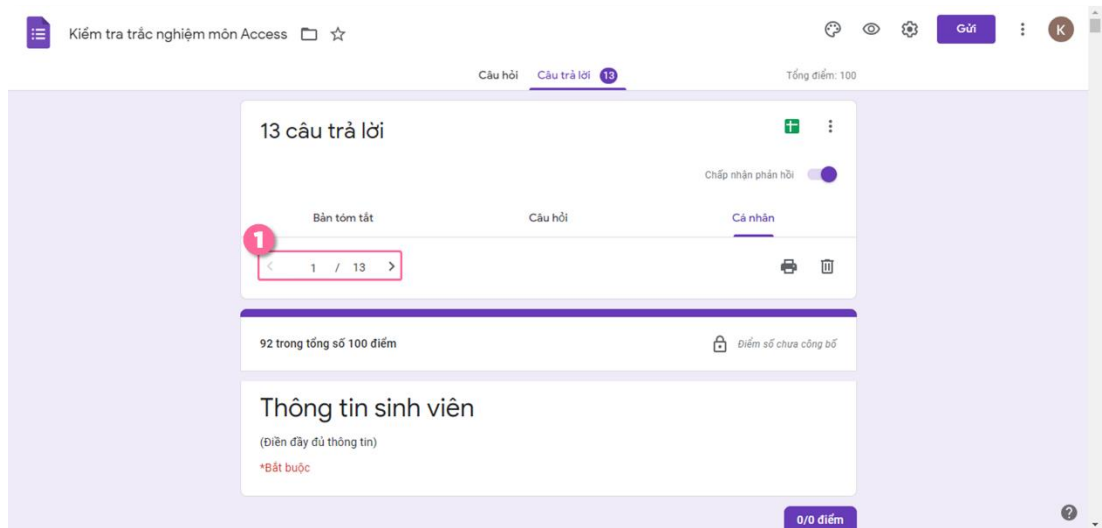 Kiểm tra trắc nghiệm môn Access
Gửi
K
Câu hỏi
Câu trả lời 13
Tổng điểm: 100
13 câu trả lời
Chấp nhận phản hồi
Bản tóm tắt
Câu hỏi
Cá nhân
1
1 / 13
92 trong tổng số 100 điểm
Điểm số chưa công bố
Thông tin sinh viên
(Điền đầy đủ thông tin)
*Bắt buộc
0/0 điểm